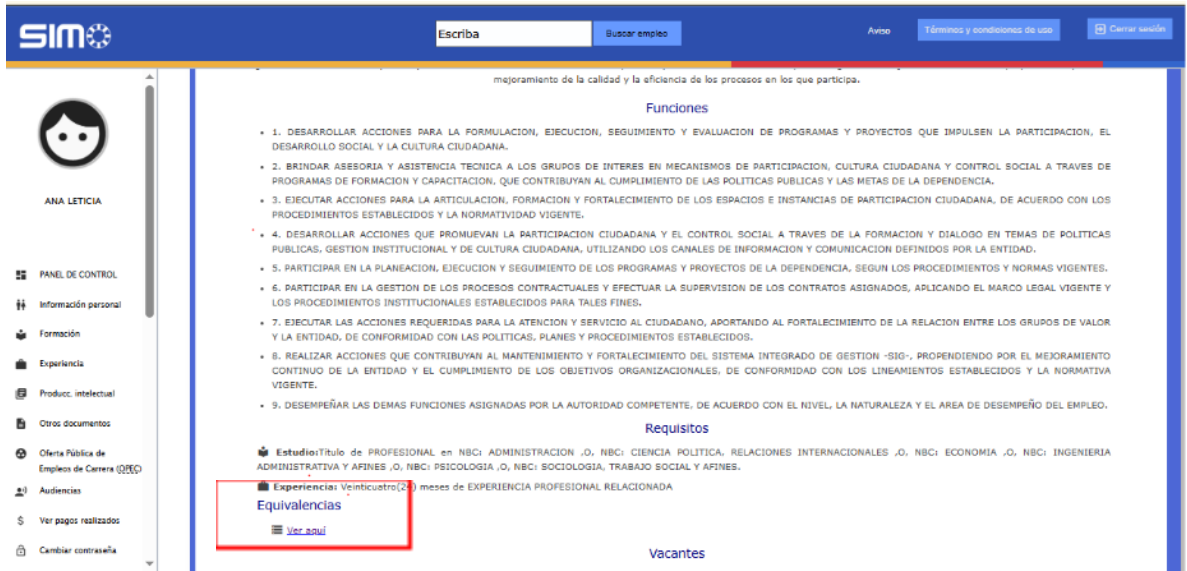 SIMO
Escriba
Buscar empleo
Aviso
Términos y condiciones de uso
Cerrar sesión
ANA LETICIA
PANEL DE CONTROL
Información personal
Formación
Experiencia
Producc. intelectual
Otros documentos
Oferta Pública de
Empleos de Carrera (OPEC)
Audiencias
Ver pagos realizados
Cambiar contraseña
mejoramiento de la calidad y la eficiencia de los procesos en los que participa.
Funciones
• 1. DESARROLLAR ACCIONES PARA LA FORMULACION, EJECUCION, SEGUIMIENTO Y EVALUACION DE PROGRAMAS Y PROYECTOS QUE IMPULSEN LA PARTICIPACION, EL
DESARROLLO SOCIAL Y LA CULTURA CIUDADANA.
• 2. BRINDAR ASESORIA Y ASISTENCIA TECNICA A LOS GRUPOS DE INTERES EN MECANISMOS DE PARTICIPACION, CULTURA CIUDADANA Y CONTROL SOCIAL A TRAVES DE
PROGRAMAS DE FORMACION Y CAPACITACION, QUE CONTRIBUYAN AL CUMPLIMIENTO DE LAS POLITICAS PUBLICAS Y LAS METAS DE LA DEPENDENCIA.
• 3. EJECUTAR ACCIONES PARA LA ARTICULACION, FORMACION Y FORTALECIMIENTO DE LOS ESPACIOS E INSTANCIAS DE PARTICIPACION CIUDADANA, DE ACUERDO CON LOS
PROCEDIMIENTOS ESTABLECIDOS Y LA NORMATIVIDAD VIGENTE.
• 4. DESARROLLAR ACCIONES QUE PROMUEVAN LA PARTICIPACION CIUDADANA Y EL CONTROL SOCIAL A TRAVES DE LA FORMACION Y DIALOGO EN TEMAS DE POLITICAS
PUBLICAS, GESTION INSTITUCIONAL Y DE CULTURA CIUDADANA, UTILIZANDO LOS CANALES DE INFORMACION Y COMUNICACION DEFINIDOS POR LA ENTIDAD.
• 5. PARTICIPAR EN LA PLANEACION, EJECUCION Y SEGUIMIENTO DE LOS PROGRAMAS Y PROYECTOS DE LA DEPENDENCIA, SEGUN LOS PROCEDIMIENTOS Y NORMAS VIGENTES.
• 6. PARTICIPAR EN LA GESTION DE LOS PROCESOS CONTRACTUALES Y EFECTUAR LA SUPERVISION DE LOS CONTRATOS ASIGNADOS, APLICANDO EL MARCO LEGAL VIGENTE Y
LOS PROCEDIMIENTOS INSTITUCIONALES ESTABLECIDOS PARA TALES FINES.
• 7. EJECUTAR LAS ACCIONES REQUERIDAS PARA LA ATENCION Y SERVICIO AL CIUDADANO, APORTANDO AL FORTALECIMIENTO DE LA RELACION ENTRE LOS GRUPOS DE VALOR
Y LA ENTIDAD, DE CONFORMIDAD CON LAS POLITICAS, PLANES Y PROCEDIMIENTOS ESTABLECIDOS.
• 8. REALIZAR ACCIONES QUE CONTRIBUYAN AL MANTENIMIENTO Y FORTALECIMIENTO DEL SISTEMA INTEGRADO DE GESTION -SIG-, PROPENDIENDO POR EL MEJORAMIENTO
CONTINUO DE LA ENTIDAD Y EL CUMPLIMIENTO DE LOS OBJETIVOS ORGANIZACIONALES, DE CONFORMIDAD CON LOS LINEAMIENTOS ESTABLECIDOS Y LA NORMATIVA
VIGENTE.
• 9. DESEMPEÑAR LAS DEMAS FUNCIONES ASIGNADAS POR LA AUTORIDAD COMPETENTE, DE ACUERDO CON EL NIVEL, LA NATURALEZA Y EL AREA DE DESEMPEÑO DEL EMPLEO.
Requisitos
Estudio:Título de PROFESIONAL en NBC: ADMINISTRACION ,O, NBC: CIENCIA POLITICA, RELACIONES INTERNACIONALES ,O, NBC: ECONOMIA ,O, NBC: INGENIERIA
ADMINISTRATIVA Y AFINES ,O, NBC: PSICOLOGIA ,O, NBC: SOCIOLOGIA, TRABAJO SOCIAL Y AFINES.
Experiencia: Veinticuatro(24) meses de EXPERIENCIA PROFESIONAL RELACIONADA
Equivalencias
Ver aquí
Vacantes